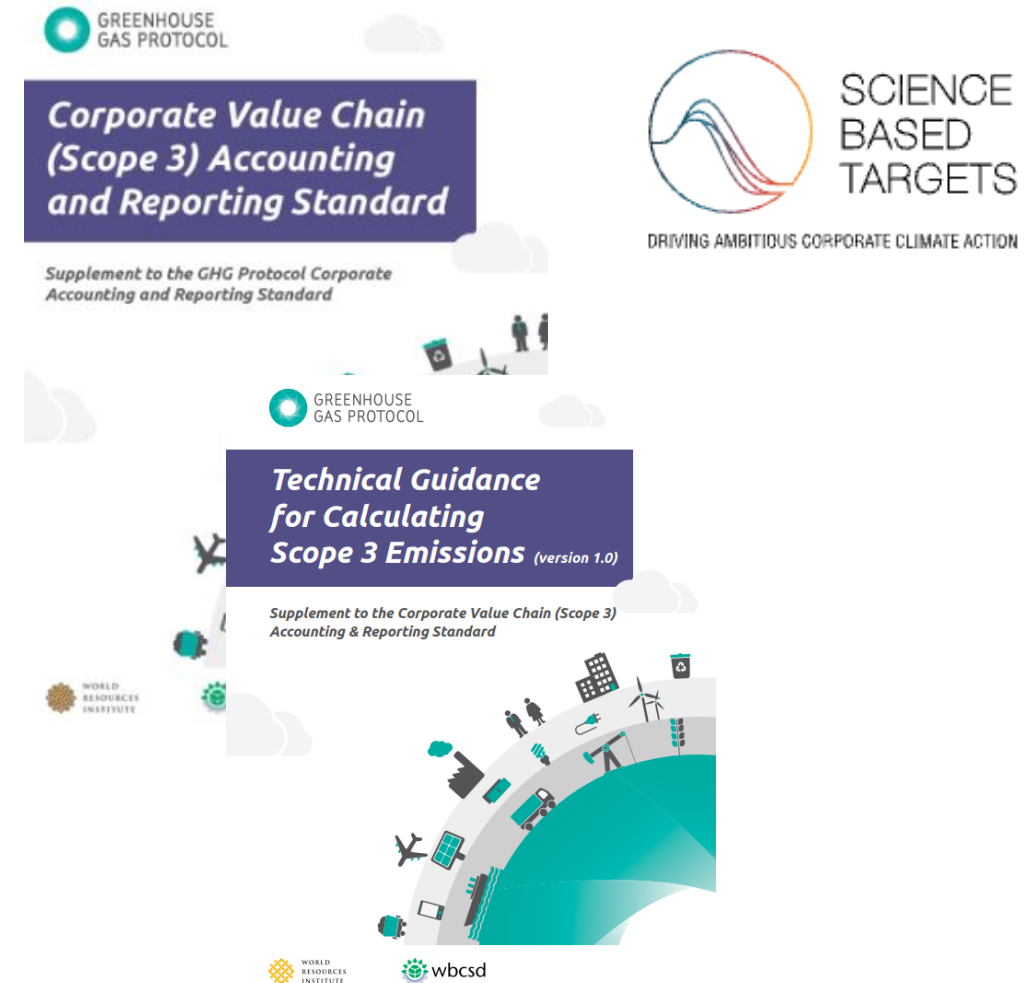 GREENHOUSE
GAS PROTOCOL
Corporate Value Chain
(Scope 3) Accounting
and Reporting Standard
Supplement to the GHG Protocol Corporate
Accounting and Reporting Standard
SCIENCE
BASED
TARGETS
DRIVING AMBITIOUS CORPORATE CLIMATE ACTION
GREENHOUSE
GAS PROTOCOL
Technical Guidance
for Calculating
Scope 3 Emissions (version 1.0)
Supplement to the Corporate Value Chain (Scope 3)
Accounting & Reporting Standard
WORLD
RESOURCES
INSTITUTE
WORLD
RESOURCES
INSTITUTE
wbcsd